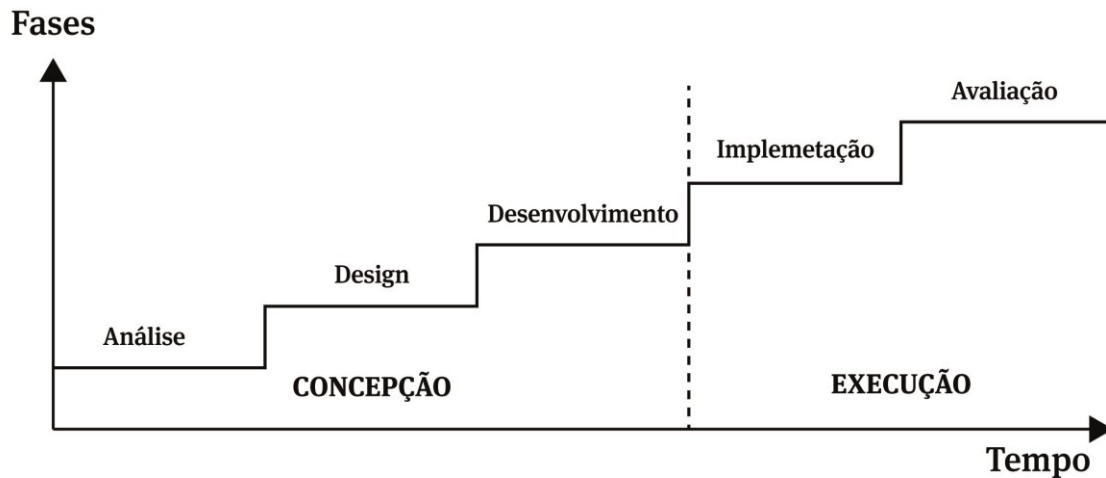 Fases
Avaliação
Implemetação
Desenvolvimento
Design
Análise
CONCEPÇÃO
EXECUÇÃO
Tempo